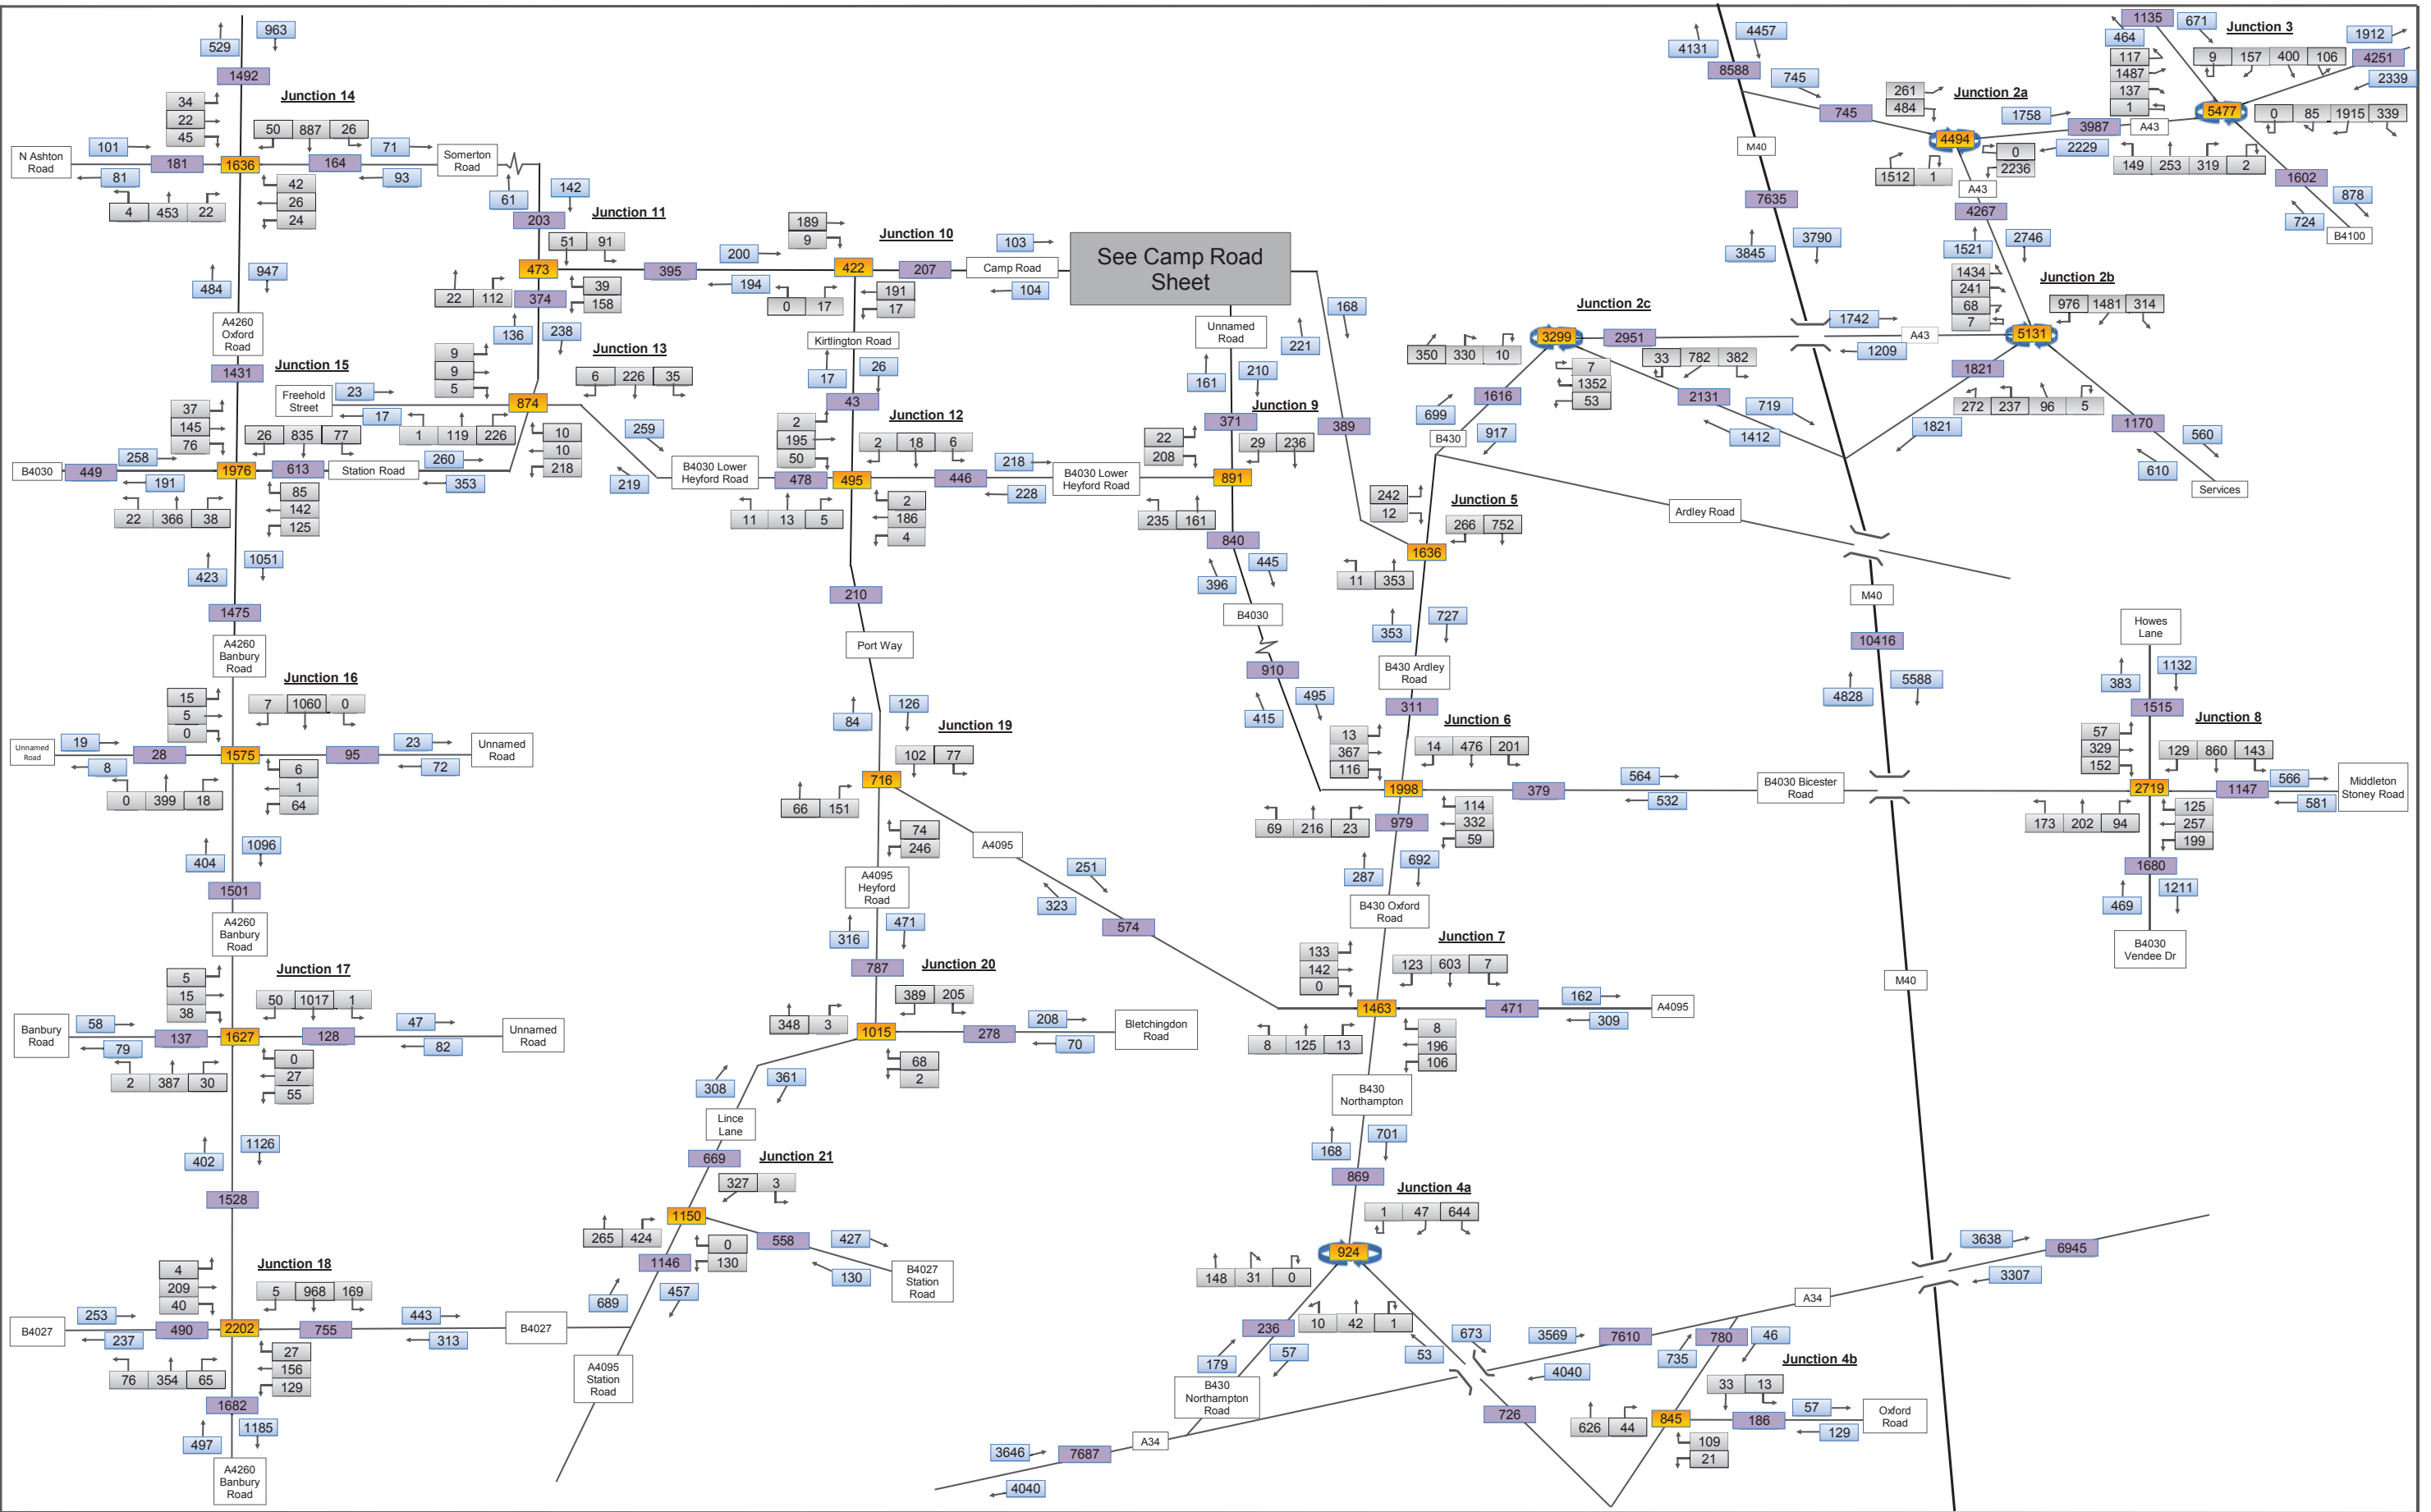 529
963
1492
Junction 14
34
22
45
50 887 26
101
71
N Ashton
Road
181
1636
164
Somerton
Road
81
93
42
26
24
4 453 22
484
947
A4260
Oxford
Road
1431
61
142
203
Junction 11
51 91
473
395
200
194
22 112
374
39
158
136
238
189
9
Junction 10
422
207
103
Camp Road
104
0 17
191
17
See Camp Road
Sheet
Kirtlington Road
17
26
43
Junction 15
Freehold
Street
23
17
9
9
5
Junction 13
6 226 35
874
1 119 226
10
10
218
37
145
76
26 835 77
B4030
449
258
191
1976
613
Station Road
260
353
22 366 38
85
142
125
259
219
B4030 Lower
Heyford Road
478
2
195
50
Junction 12
2 18 6
495
446
218
228
11 13 5
2
186
4
B4030 Lower
Heyford Road
Unnamed
Road
161
210
371
Junction 9
22
208
29 236
891
235 161
840
396
445
B4030
910
415
495
221
168
389
423
1051
1475
A4260
Banbury
Road
15
5
0
Junction 16
7 1060 0
Unnamed
Road
19
8
28
1575
95
23
72
Unnamed
Road
0 399 18
6
1
64
404
1096
1501
A4260
Banbury
Road
5
15
38
Junction 17
50 1017 1
Banbury
Road
58
79
137
1627
128
47
82
Unnamed
Road
2 387 30
0
27
55
402
1126
1528
4
209
40
Junction 18
5 968 169
B4027
253
237
490
2202
755
443
313
B4027
76 354 65
27
156
129
1682
497
1185
A4260
Banbury
Road
210
Port Way
84
126
Junction 19
102 77
716
66 151
74
246
A4095
251
323
574
A4095
Heyford
Road
316
471
787
Junction 20
389 205
348 3
1015
278
208
70
Bletchingdon
Road
68
2
308
361
Lince
Lane
669
Junction 21
327 3
1150
265 424
0
130
1146
558
427
130
B4027
Station
Road
689
457
A4095
Station
Road
4131
4457
8588
745
745
M40
7635
3845
3790
261
484
Junction 2a
4494
1758
3987
A43
2229
1512 1
0
2236
A43
4267
1521
2746
1135
671
464
Junction 3
117
1487
137
1
9 157 400 106
1912
4251
2339
5477
0 85 1915 339
149 253 319 2
1602
878
724
B4100
1434
241
68
7
Junction 2b
976 1481 314
5131
1742
A43
1209
1821
272 237 96 5
1821
1170
560
610
Services
Junction 2c
3299
2951
350 330 10
33 782 382
7
1352
53
1616
2131
719
1412
699
917
B430
242
12
Junction 5
266 752
1636
11 353
Ardley Road
353
727
B430 Ardley
Road
311
13
367
116
Junction 6
14 476 201
1998
379
564
532
B4030 Bicester
Road
69 216 23
979
114
332
59
287
692
B430 Oxford
Road
133
142
0
Junction 7
123 603 7
1463
471
162
309
A4095
8 125 13
8
196
106
B430
Northampton
168
701
869
Junction 4a
1 47 644
924
148 31 0
10 42 1
236
179
57
B430
Northampton
Road
53
673
726
M40
10416
4828
5588
Howes
Lane
383
1132
1515
57
329
152
Junction 8
129 860 143
2719
1147
566
581
Middleton
Stoney Road
173 202 94
125
257
199
1680
469
1211
B4030
Vendee Dr
M40
3638
6945
3307
A34
3569
7610
4040
780
735
46
Junction 4b
33 13
626 44
845
186
57
129
Oxford
Road
109
21
3646
7687
A34
4040